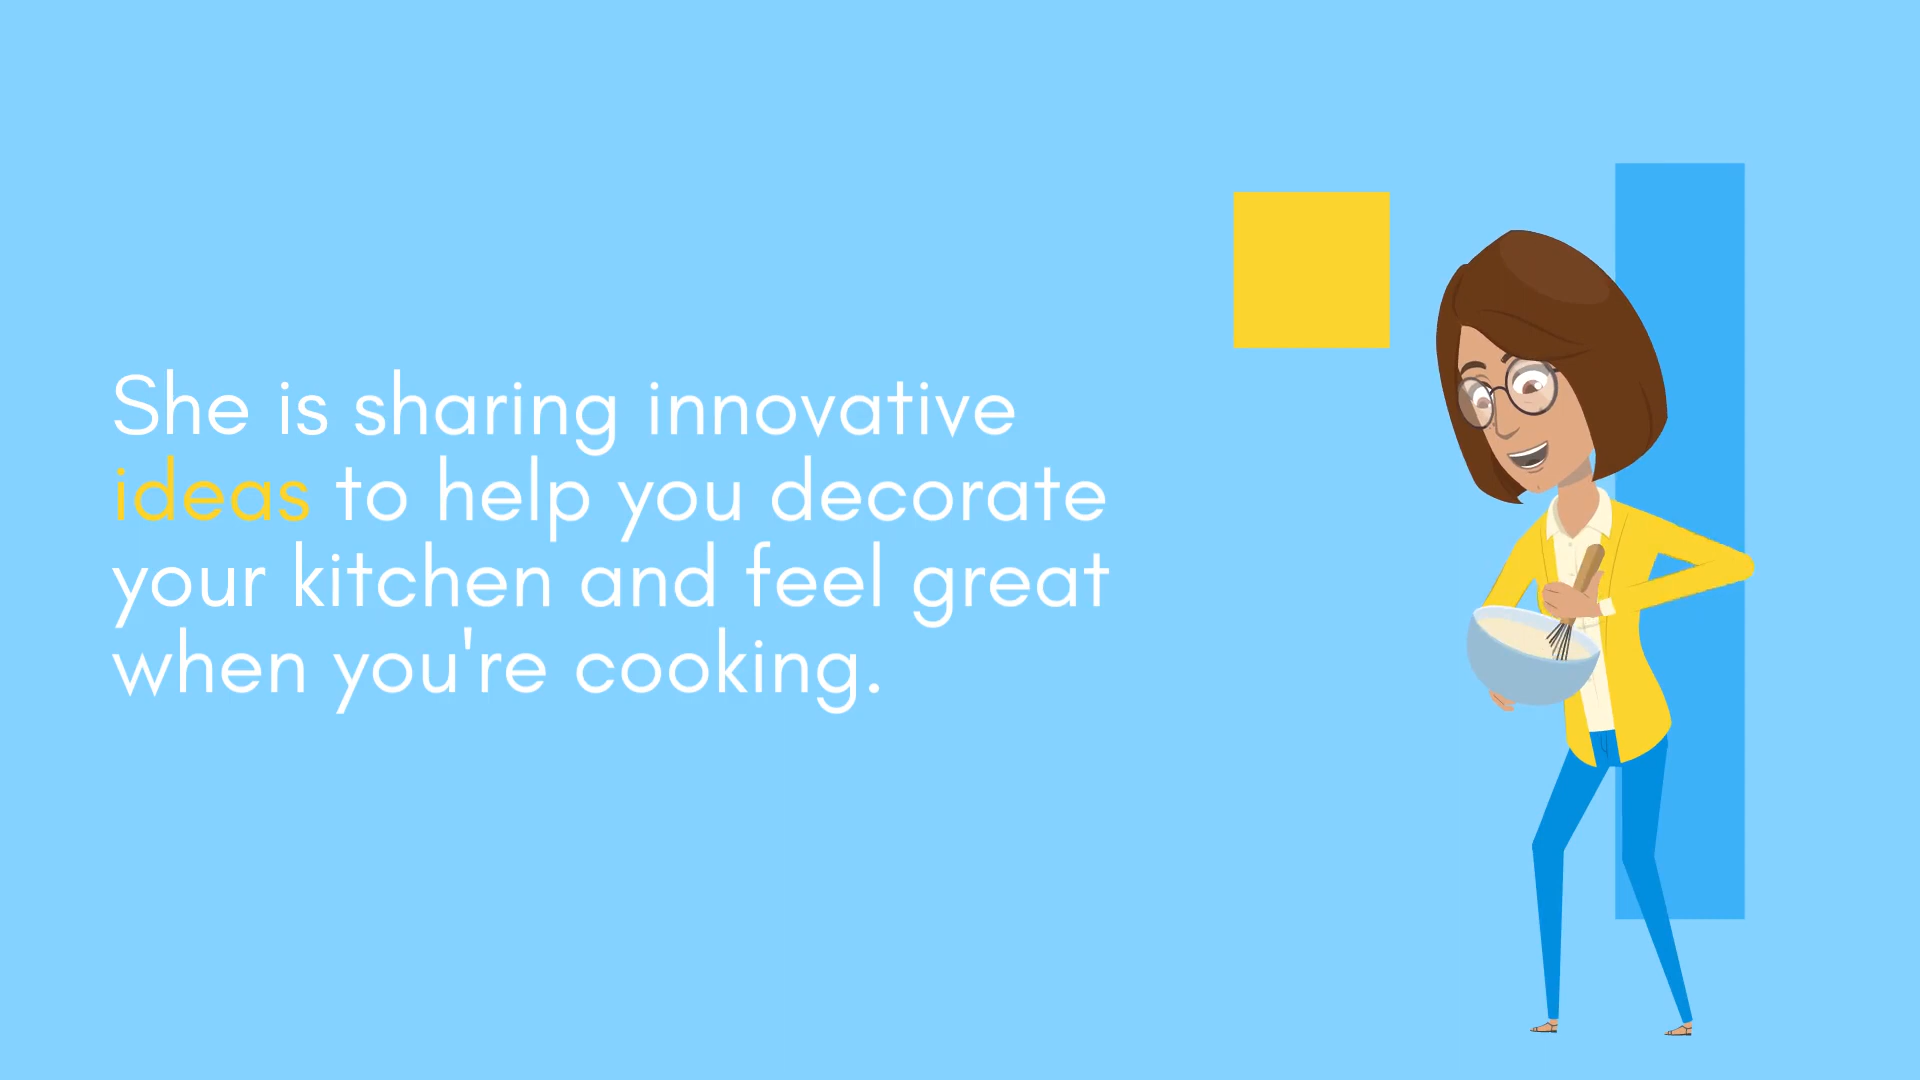 She is sharing innovative
ideas to help you decorate
your kitchen and feel great
when you're cooking.